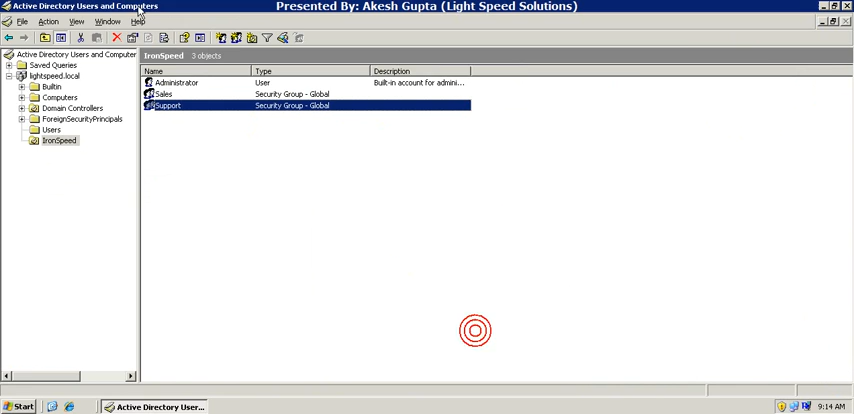 Active Directory Users and Computers
Presented By: Akesh Gupta (Light Speed Solutions)
File Action View Window Help
Active Directory Users and Computer
Saved Queries
lightspeed.local
Builtin
Computers
Domain Controllers
ForeignSecurityPrincipals
Users
IronSpeed
IronSpeed 3 objects
Name Type Description
Administrator User Built-in account for admini...
Sales Security Group - Global
Support Security Group - Global
Start Active Directory User... 9:14 AM